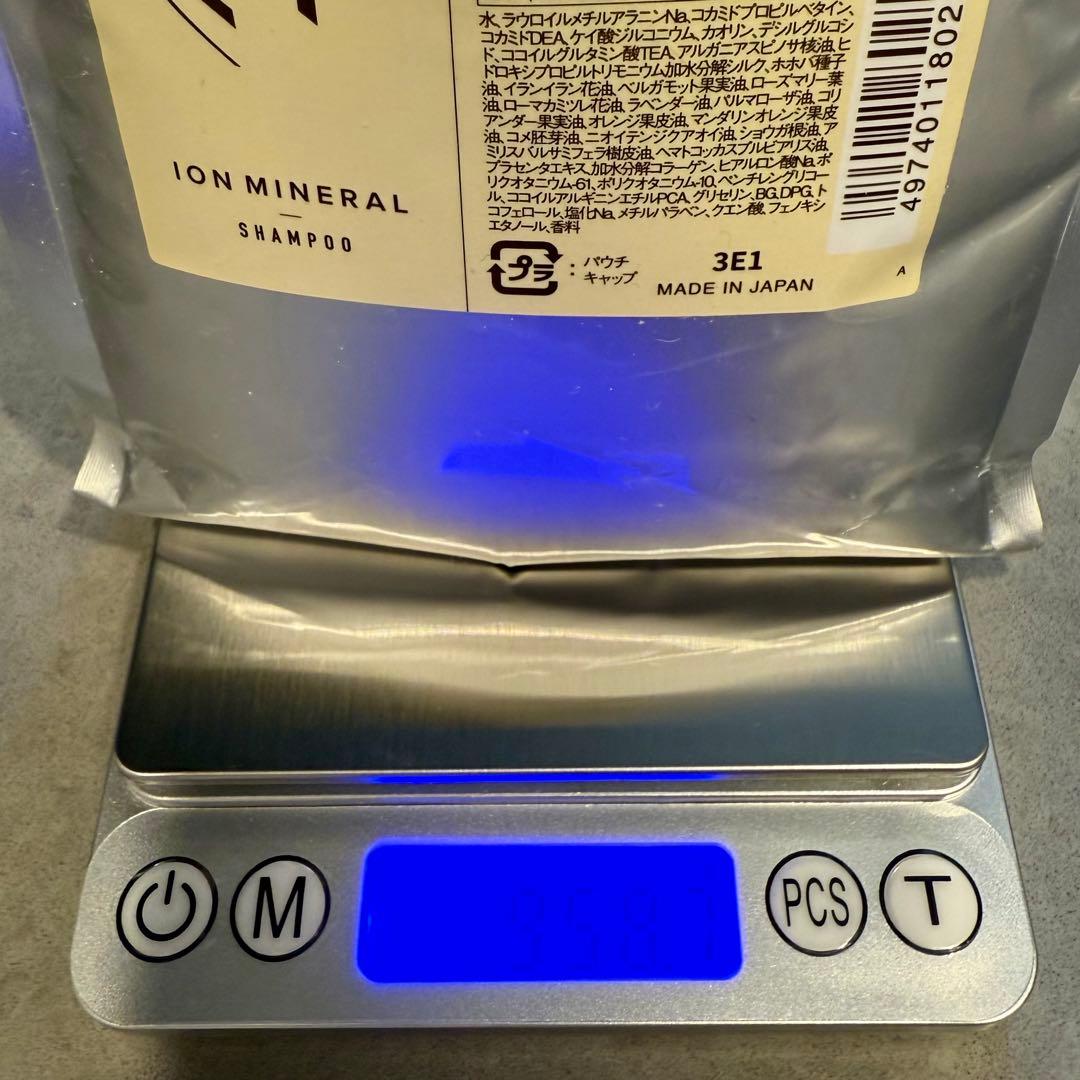 ION MINERAL
SHAMPOO
水、ラウロイルメチルアラニンNa、コカミドプロピルベタイン、
コカミドDEA、ケイ酸ジルコニウム、カオリン、デシルグルコシ
ド、ココイルグルタミン酸TEA、アルガニアスピノサ核油、ヒ
ドロキシプロピルトリモニウム加水分解シルク、ホホバ種子
油、イランイラン花油、ベルガモット果実油、ローズマリー葉
油、ローマカミツレ花油、ラベンダー油、パルマローザ油、コリ
アンダー果実油、オレンジ果皮油、マンダリンオレンジ果皮
油、コメ胚芽油、ニオイテンジクアオイ油、ショウガ根油、ア
ミリスバルサミフェラ樹皮油、ヘマトコッカスプルビアリス油、
プラセンタエキス、加水分解コラーゲン、ヒアルロン酸Na、ポ
リクオタニウム-61、ポリクオタニウム-10、ペンチレングリコー
ル、ココイルアルギニンエチルPCA、グリセリン、BG、DPG、ト
コフェロール、塩化Na、メチルパラベン、クエン酸、フェノキシ
エタノール、香料
プラ : パウチ
キャップ
3E1
MADE IN JAPAN
A
4974011802
M
3587
PCS
T